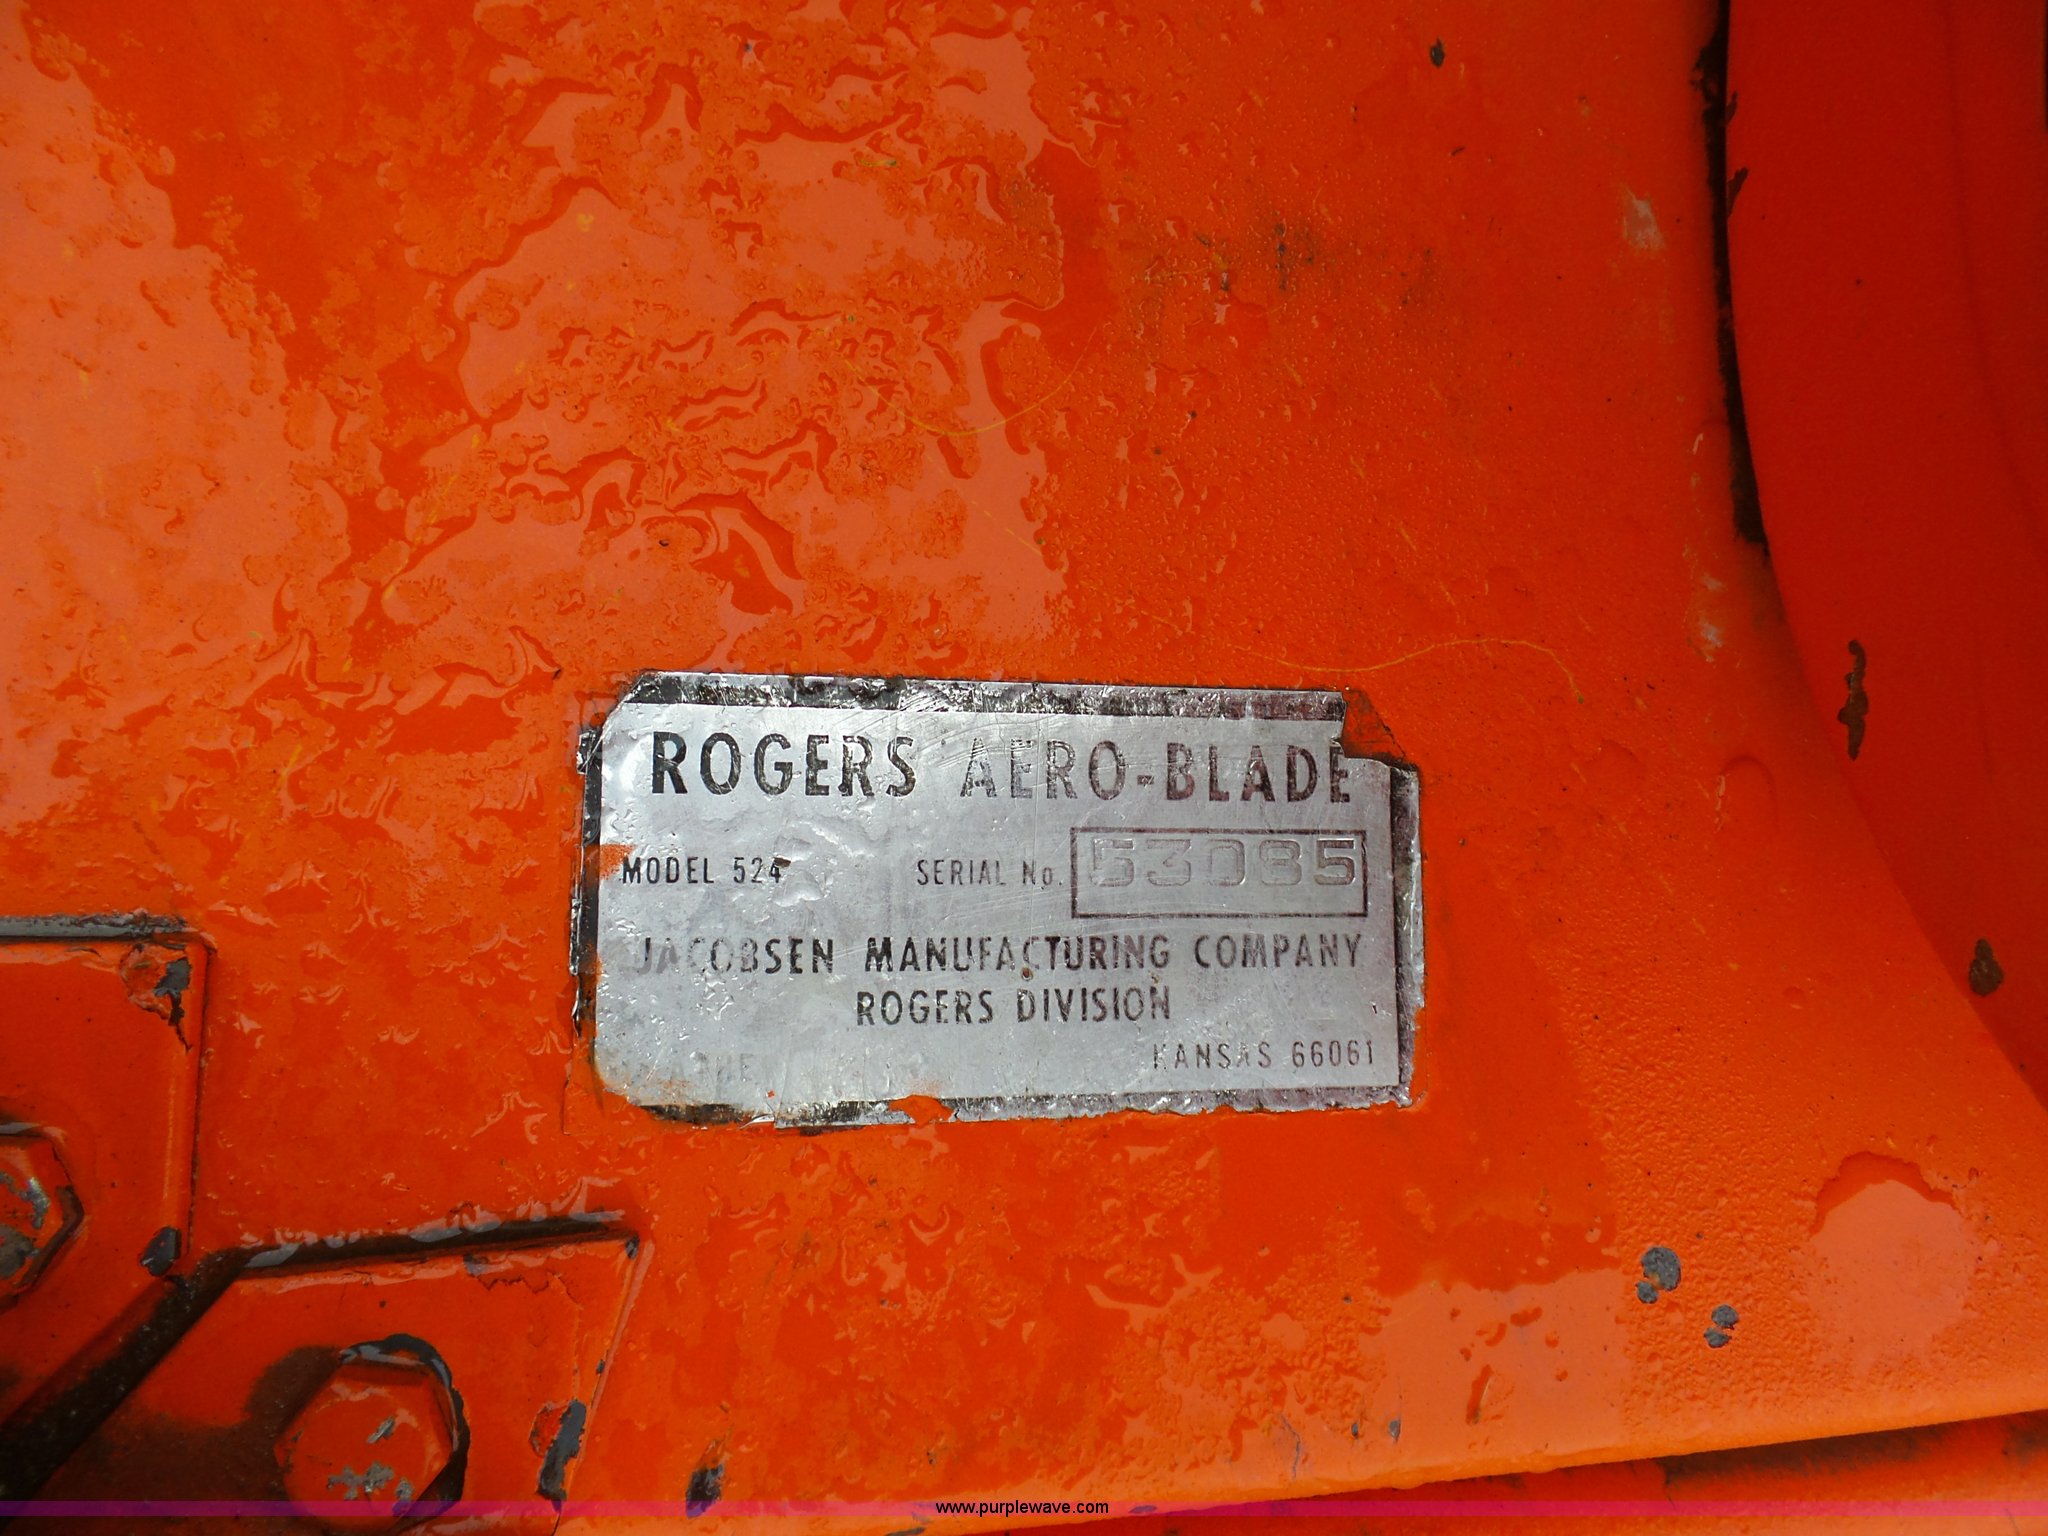 ROGERS AERO-BLADE
MODEL 524 SERIAL No. 53085
JACOBSEN MANUFACTURING COMPANY
ROGERS DIVISION
KANSAS 66061
www.purplewave.com